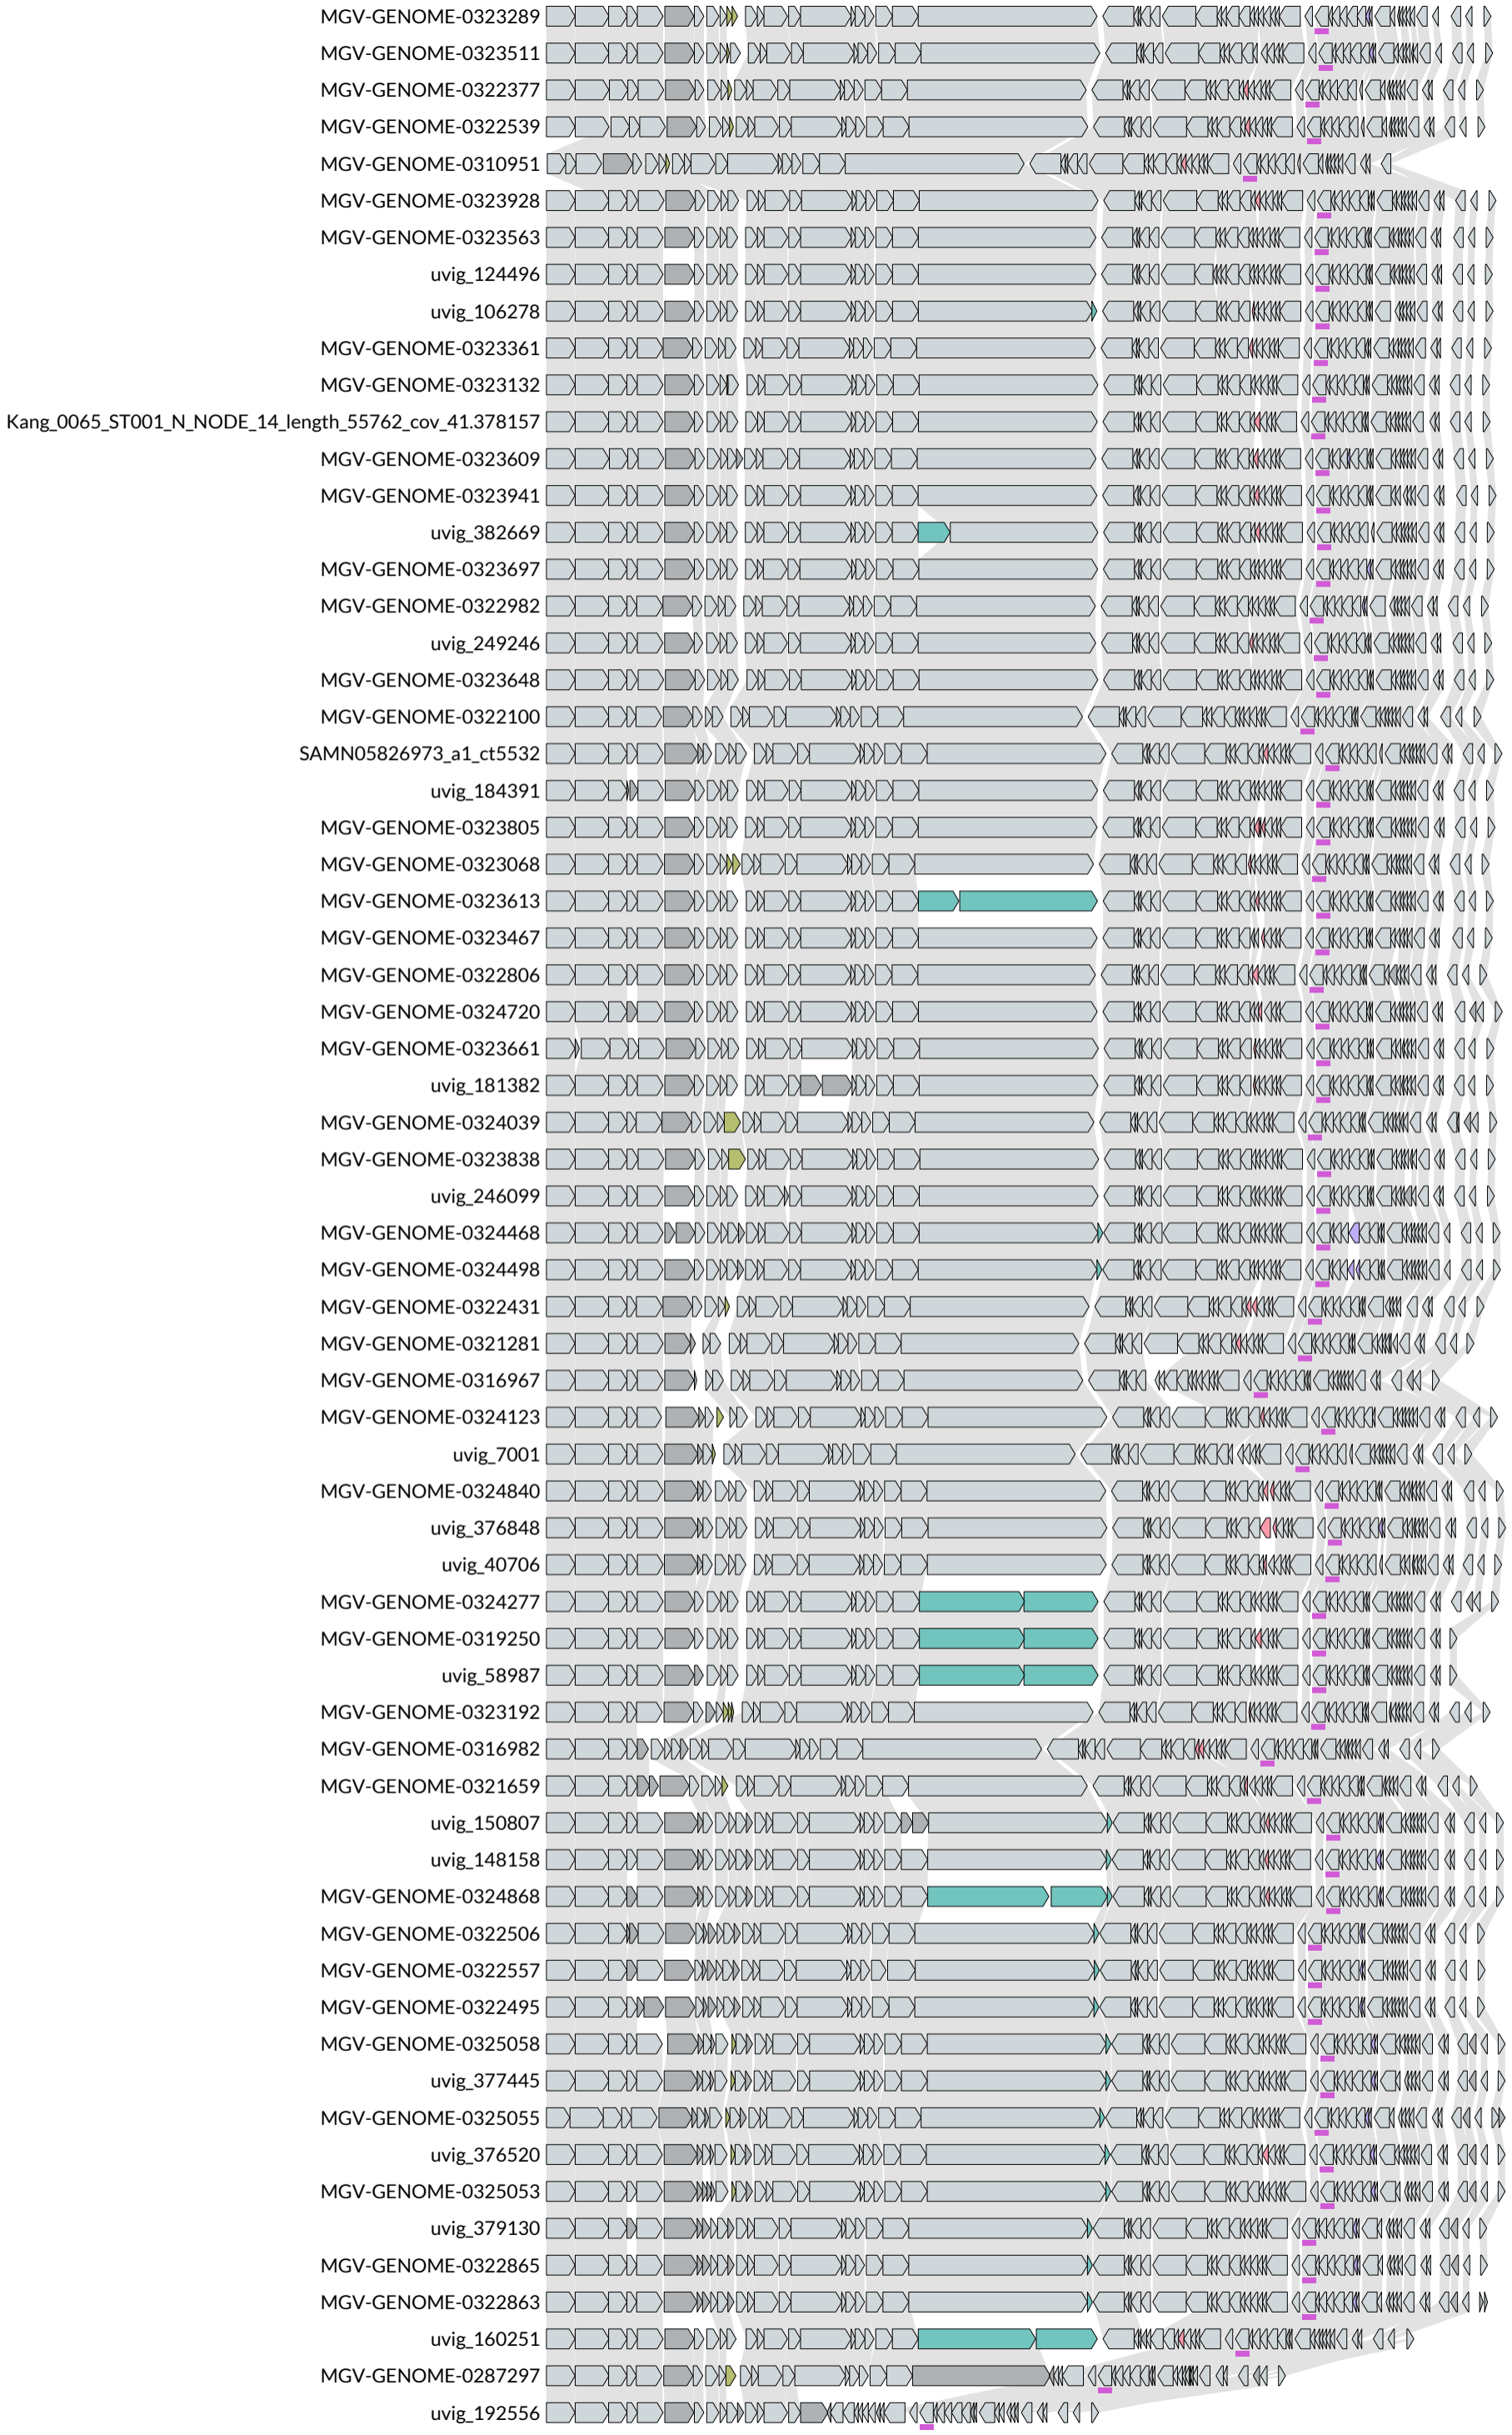 MGV-GENOME-0323289
MGV-GENOME-0323511
MGV-GENOME-0322377
MGV-GENOME-0322539
MGV-GENOME-0310951
MGV-GENOME-0323928
MGV-GENOME-0323563
uvig_124496
uvig_106278
MGV-GENOME-0323361
MGV-GENOME-0323132
Kang_0065_ST001_N_NODE_14_length_55762_cov_41.378157
MGV-GENOME-0323609
MGV-GENOME-0323941
uvig_382669
MGV-GENOME-0323697
MGV-GENOME-0322982
uvig_249246
MGV-GENOME-0323648
MGV-GENOME-0322100
SAMN05826973_a1_ct5532
uvig_184391
MGV-GENOME-0323805
MGV-GENOME-0323068
MGV-GENOME-0323613
MGV-GENOME-0323467
MGV-GENOME-0322806
MGV-GENOME-0324720
MGV-GENOME-0323661
uvig_181382
MGV-GENOME-0324039
MGV-GENOME-0323838
uvig_246099
MGV-GENOME-0324468
MGV-GENOME-0324498
MGV-GENOME-0322431
MGV-GENOME-0321281
MGV-GENOME-0316967
MGV-GENOME-0324123
uvig_7001
MGV-GENOME-0324840
uvig_376848
uvig_40706
MGV-GENOME-0324277
MGV-GENOME-0319250
uvig_58987
MGV-GENOME-0323192
MGV-GENOME-0316982
MGV-GENOME-0321659
uvig_150807
uvig_148158
MGV-GENOME-0324868
MGV-GENOME-0322506
MGV-GENOME-0322557
MGV-GENOME-0322495
MGV-GENOME-0325058
uvig_377445
MGV-GENOME-0325055
uvig_376520
MGV-GENOME-0325053
uvig_379130
MGV-GENOME-0322865
MGV-GENOME-0322863
uvig_160251
MGV-GENOME-0287297
uvig_192556